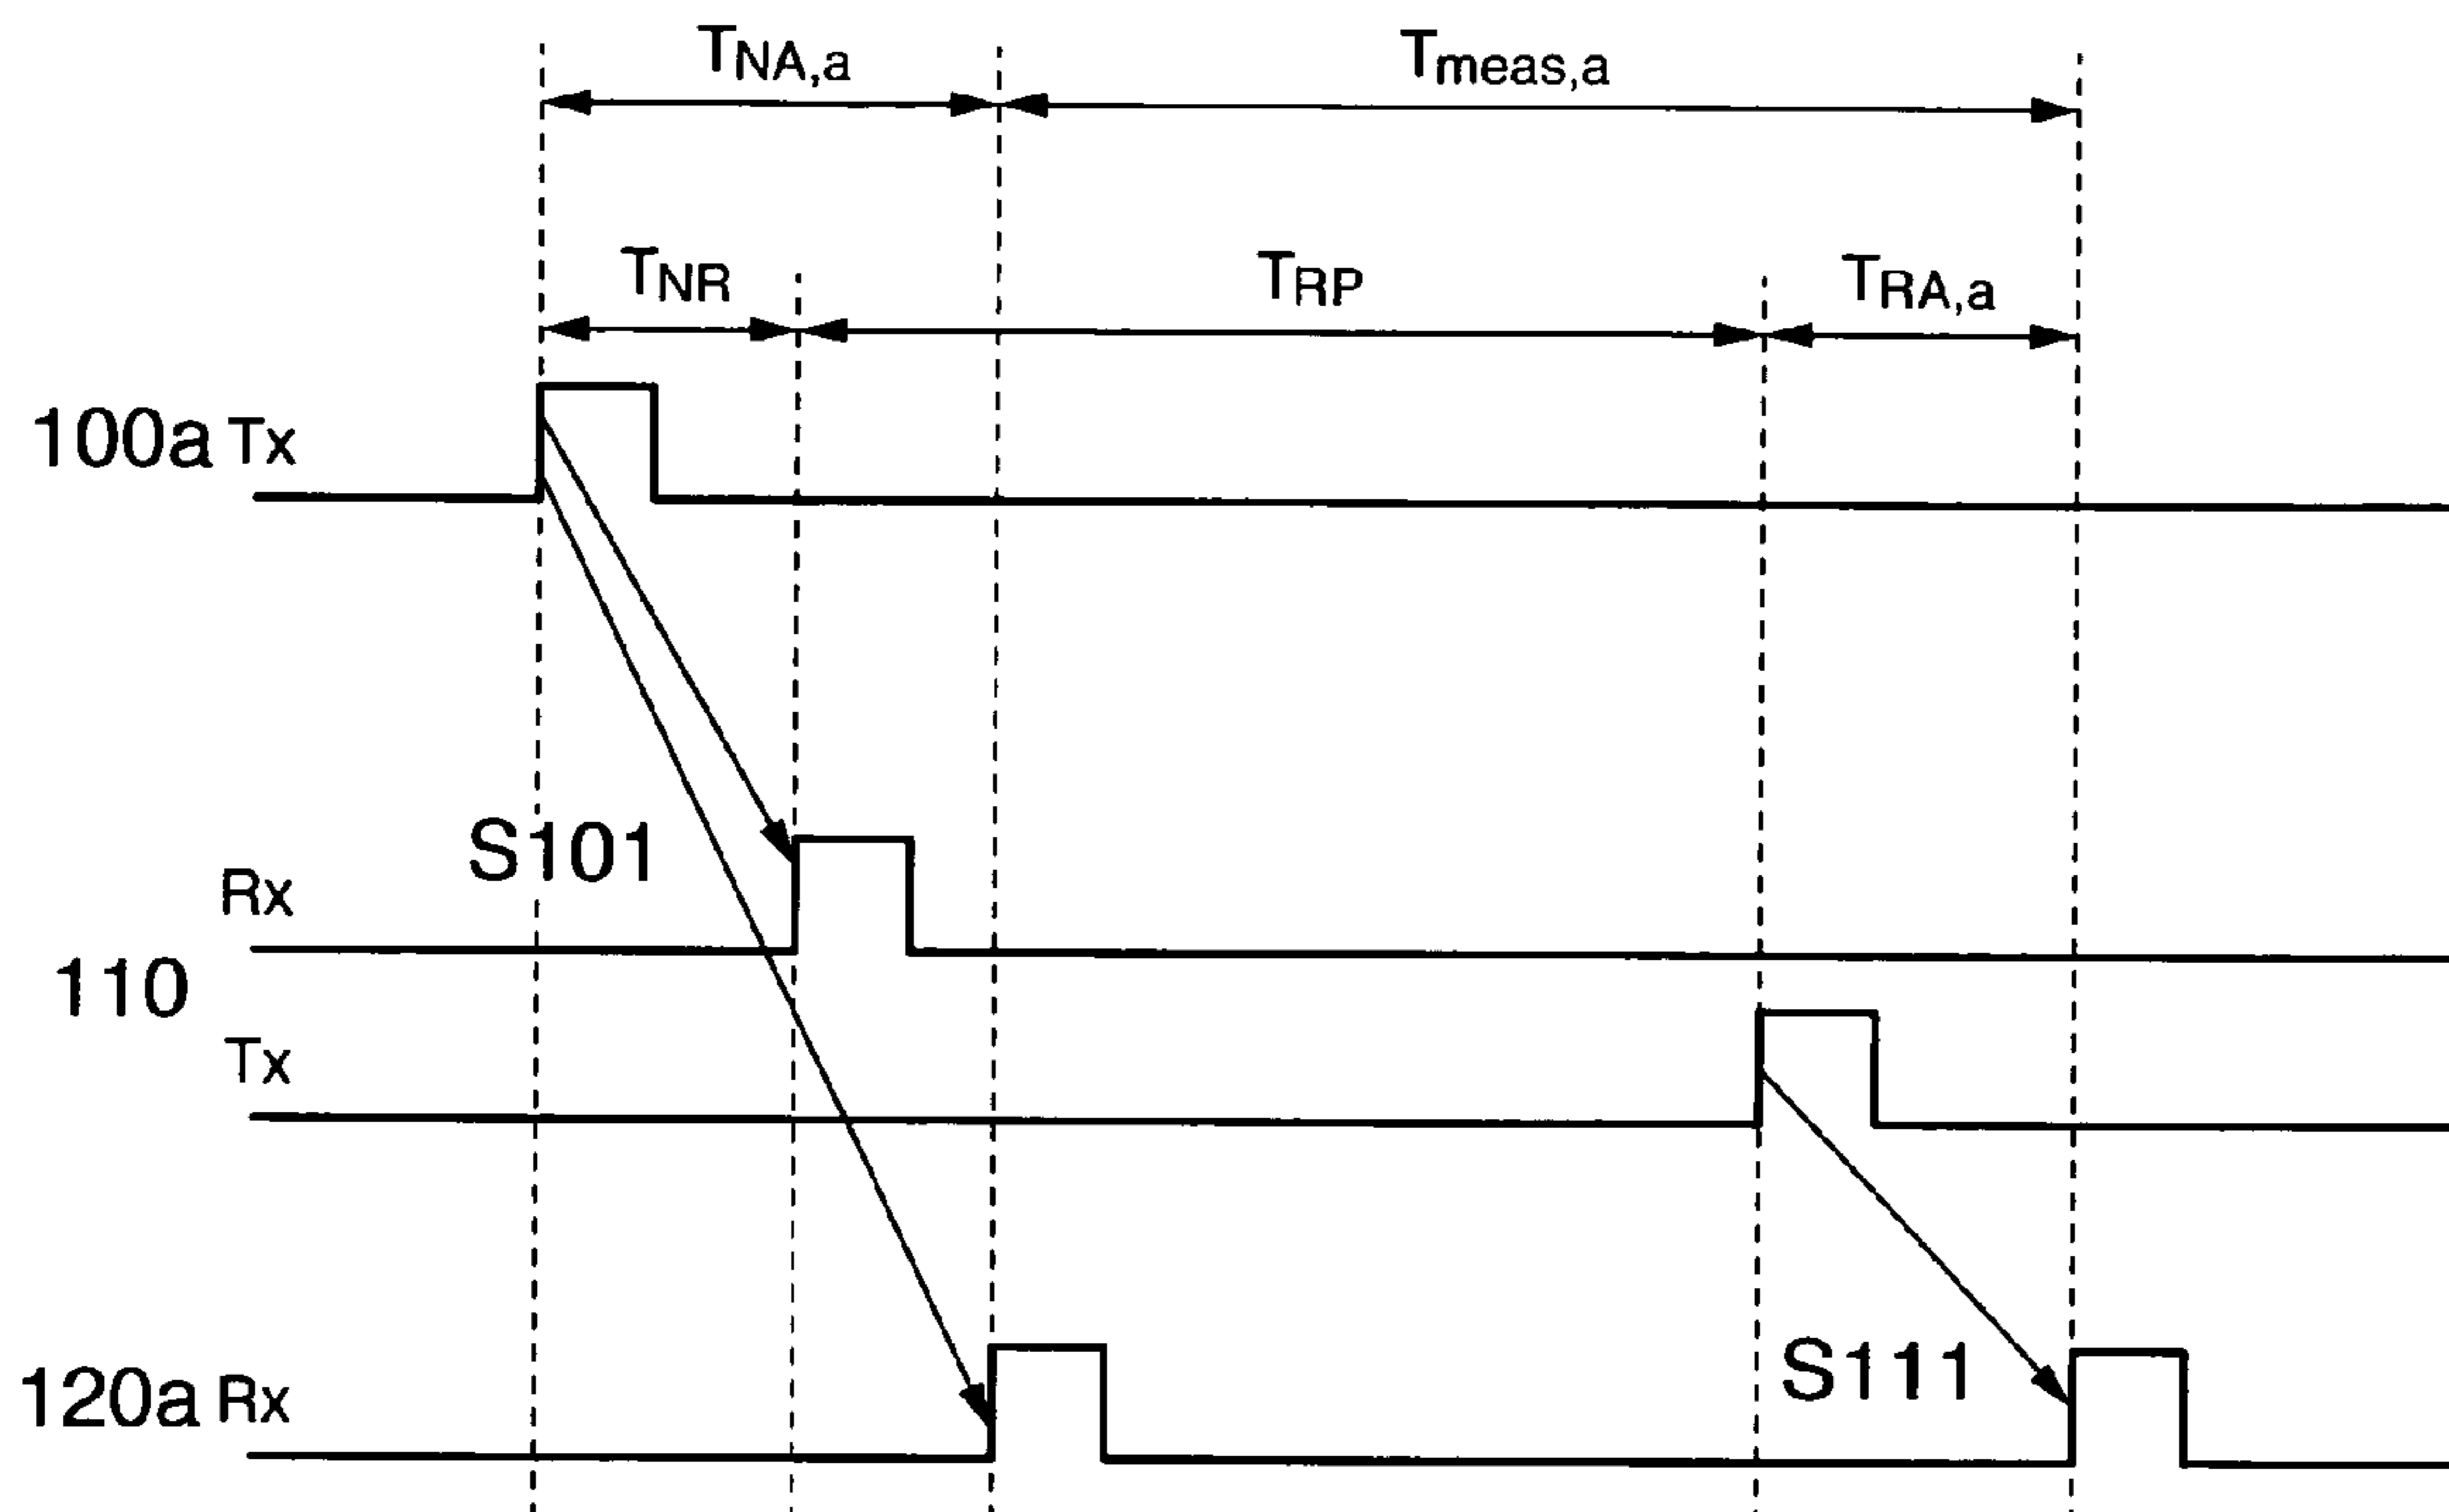 TNA,a Tmeas,a
TNR TRP TRA,a
100a Tx
S101
Rx
110
Tx
S111
120a Rx